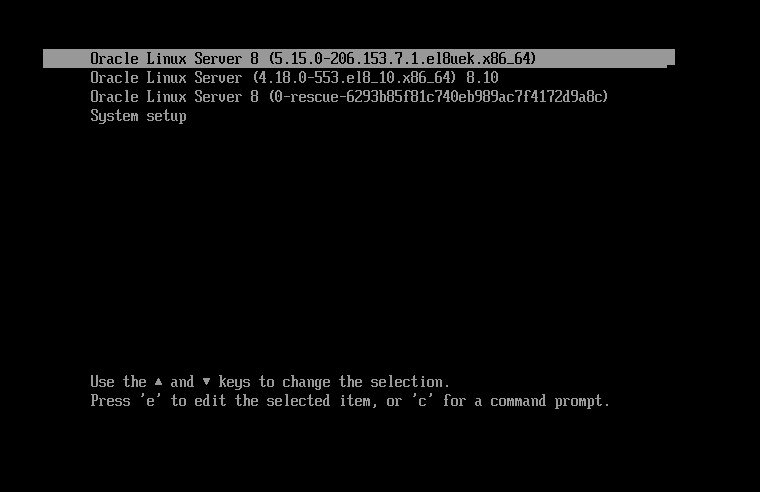 Oracle Linux Server 8 (5.15.0-206.153.7.1.el8uek.x86_64)
Oracle Linux Server (4.18.0-553.el8_10.x86_64) 8.10
Oracle Linux Server 8 (0-rescue-6293b85f81c740eb989ac7f4172d9a8c)
System setup
Use the ▲ and ▼ keys to change the selection.
Press 'e' to edit the selected item, or 'c' for a command prompt.